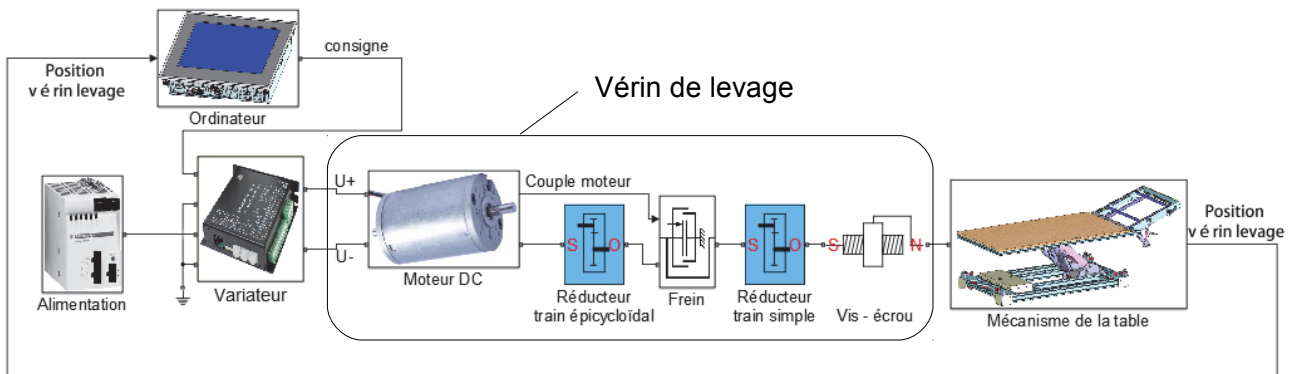 consigne
Position
v é rin levage
Ordinateur
Vérin de levage
U+
U-
Couple moteur
S O
S O
S N
Position
v é rin levage
Alimentation
Variateur
Moteur DC
Réducteur
train épicycloïdal
Frein
Réducteur
train simple
Vis - écrou
Mécanisme de la table